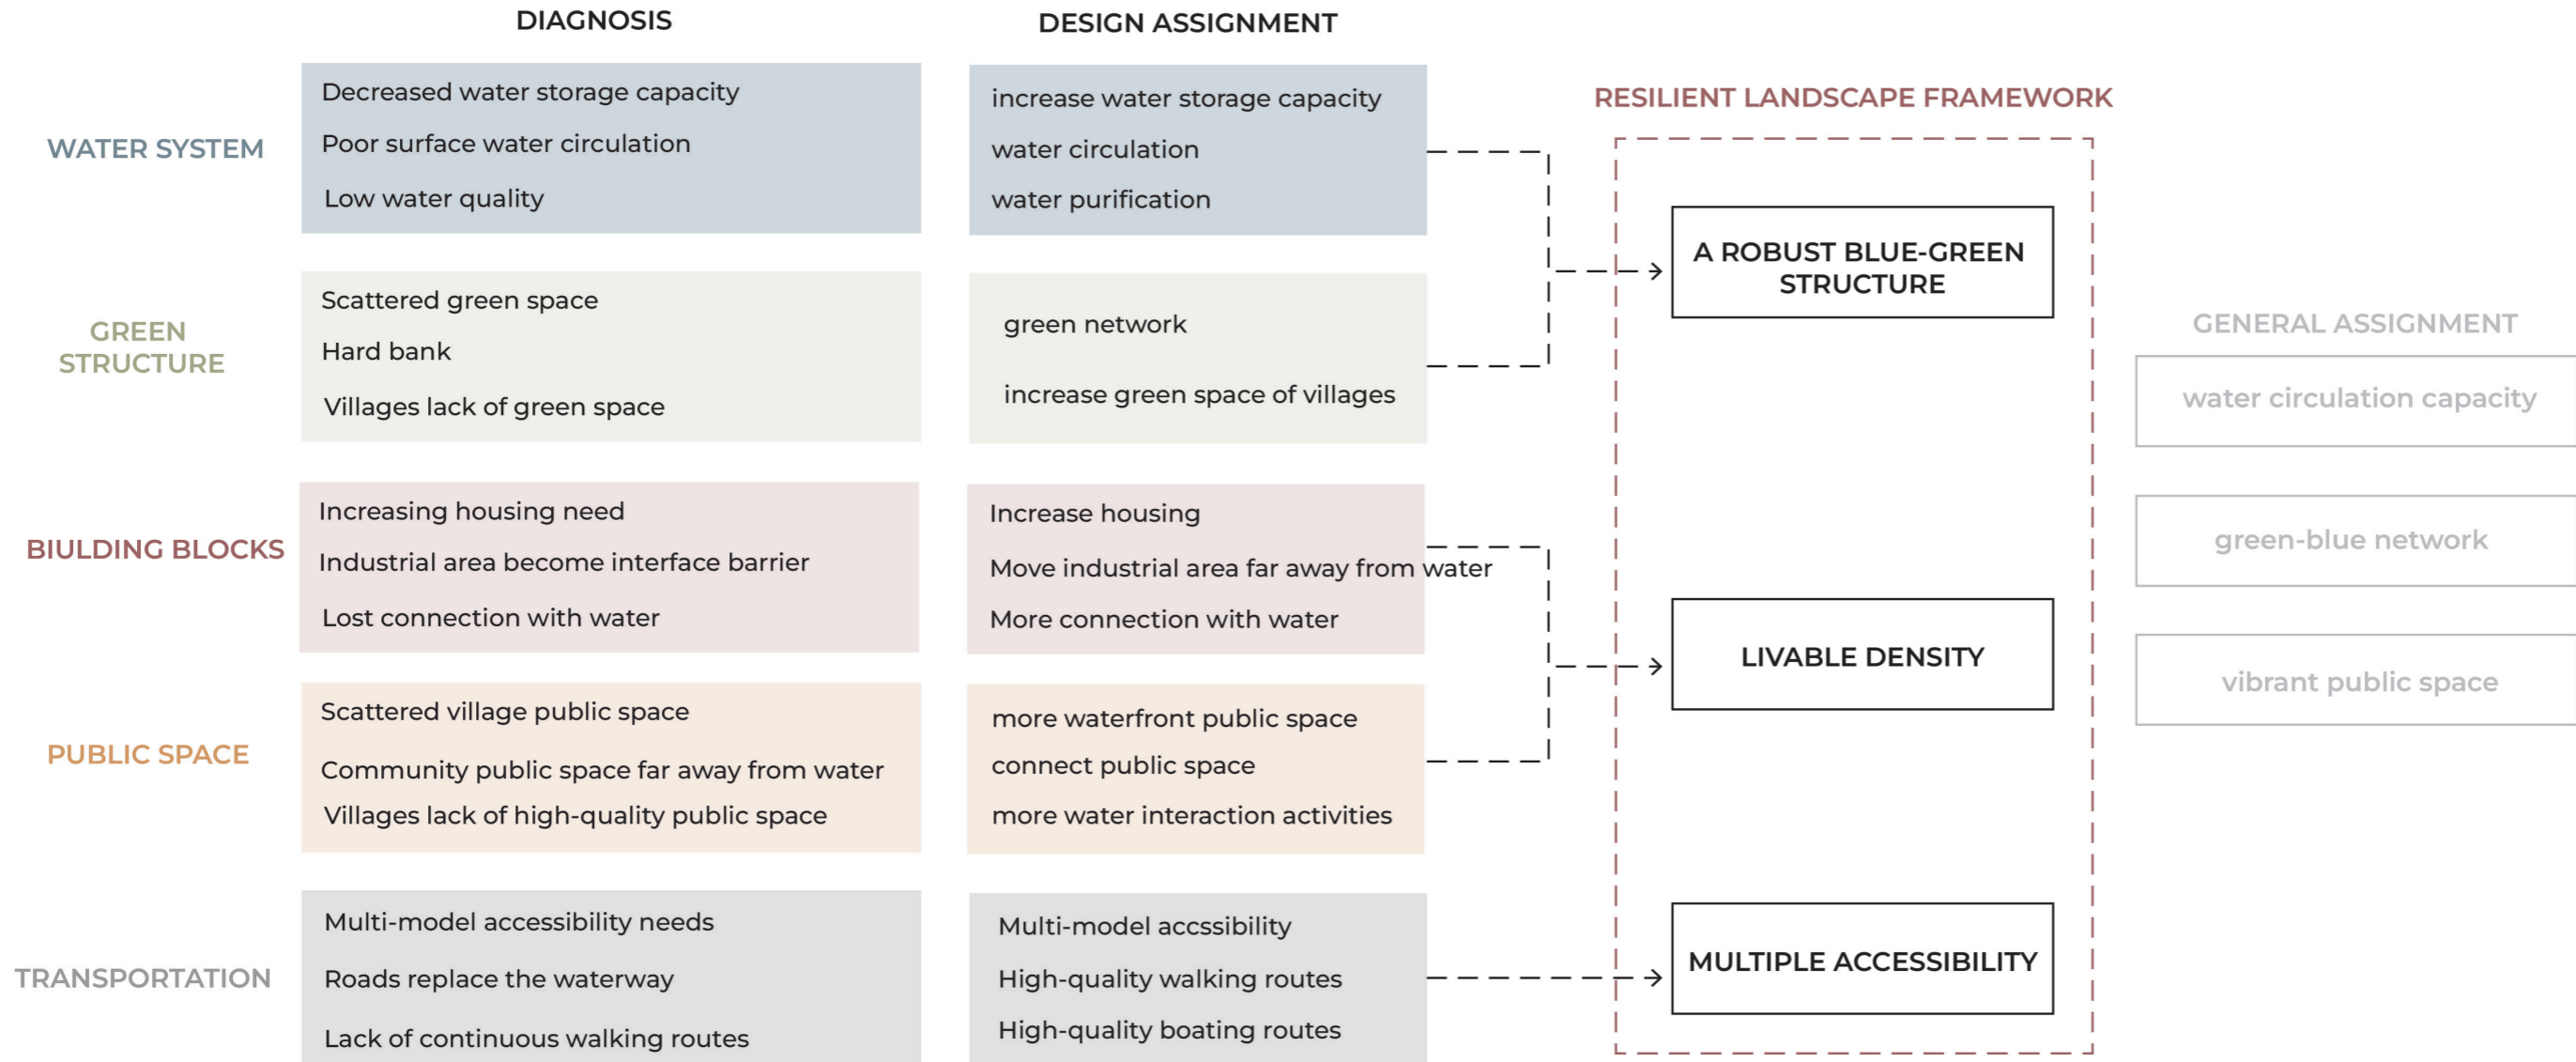 DIAGNOSIS
DESIGN ASSIGNMENT
WATER SYSTEM
Decreased water storage capacity
Poor surface water circulation
Low water quality
increase water storage capacity
water circulation
water purification
GREEN
STRUCTURE
Scattered green space
Hard bank
Villages lack of green space
green network
increase green space of villages
BIULDING BLOCKS
Increasing housing need
Industrial area become interface barrier
Lost connection with water
Increase housing
Move industrial area far away from water
More connection with water
PUBLIC SPACE
Scattered village public space
Community public space far away from water
Villages lack of high-quality public space
more waterfront public space
connect public space
more water interaction activities
TRANSPORTATION
Multi-model accessibility needs
Roads replace the waterway
Lack of continuous walking routes
Multi-model accssibility
High-quality walking routes
High-quality boating routes
RESILIENT LANDSCAPE FRAMEWORK
A ROBUST BLUE-GREEN
STRUCTURE
LIVABLE DENSITY
MULTIPLE ACCESSIBILITY
GENERAL ASSIGNMENT
water circulation capacity
green-blue network
vibrant public space